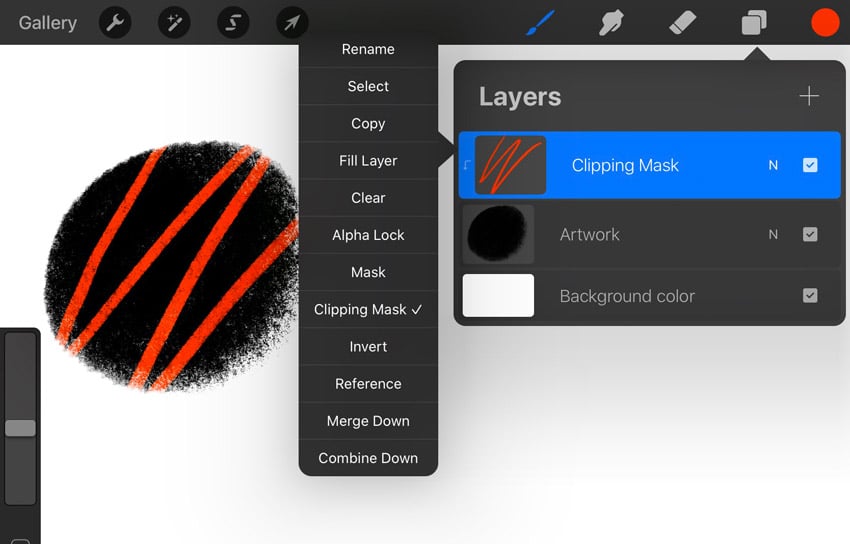 Gallery
Rename
Select
Copy
Fill Layer
Clear
Alpha Lock
Mask
Clipping Mask ✓
Invert
Reference
Merge Down
Combine Down
Layers
Clipping Mask N
Artwork N
Background color